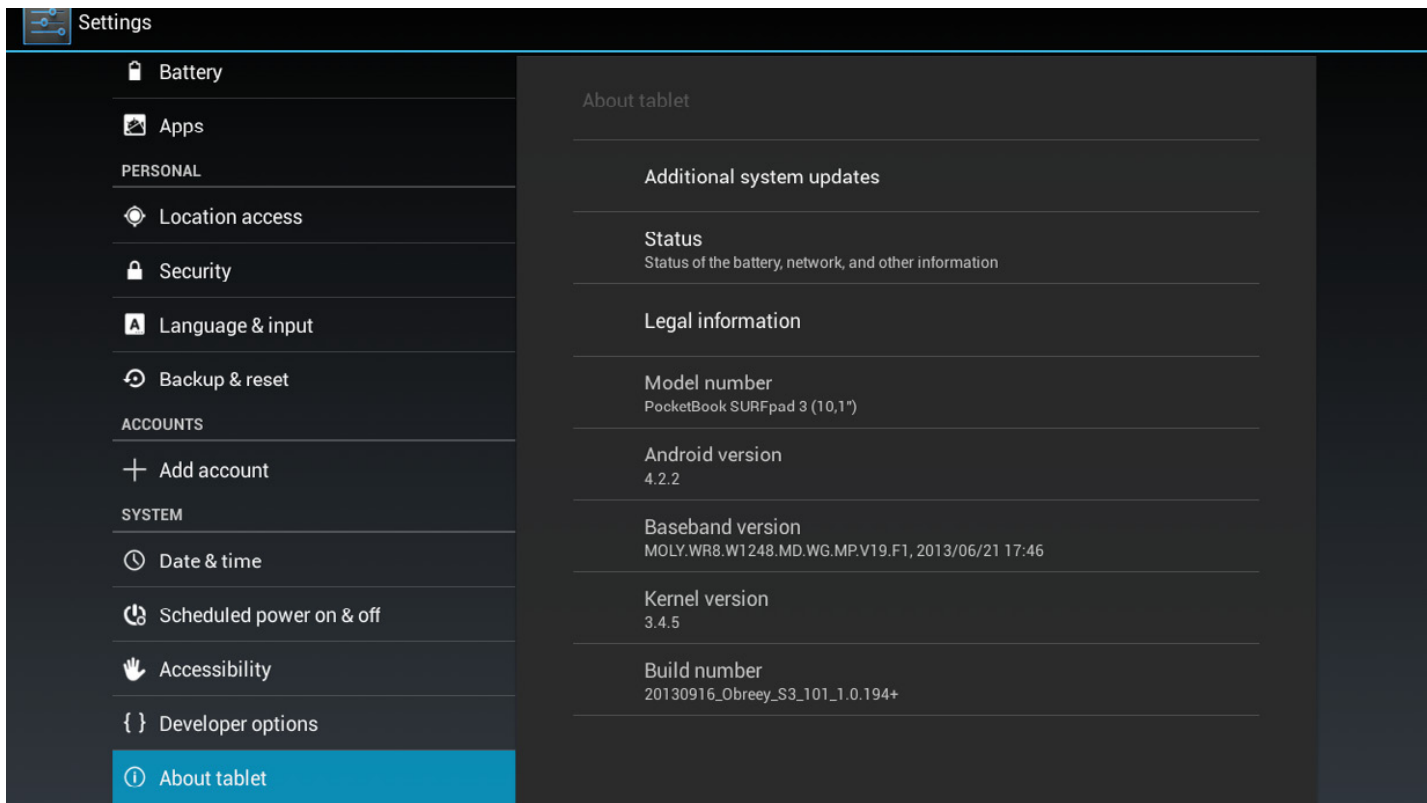 Settings
Battery
Apps
PERSONAL
Location access
Security
Language & input
Backup & reset
ACCOUNTS
Add account
SYSTEM
Date & time
Scheduled power on & off
Accessibility
{ } Developer options
About tablet
About tablet
Additional system updates
Status
Status of the battery, network, and other information
Legal information
Model number
PocketBook SURFpad 3 (10,1")
Android version
4.2.2
Baseband version
MOLY.WR8.W1248.MD.WG.MP.V19.F1, 2013/06/21 17:46
Kernel version
3.4.5
Build number
20130916_Obreey_S3_101_1.0.194+